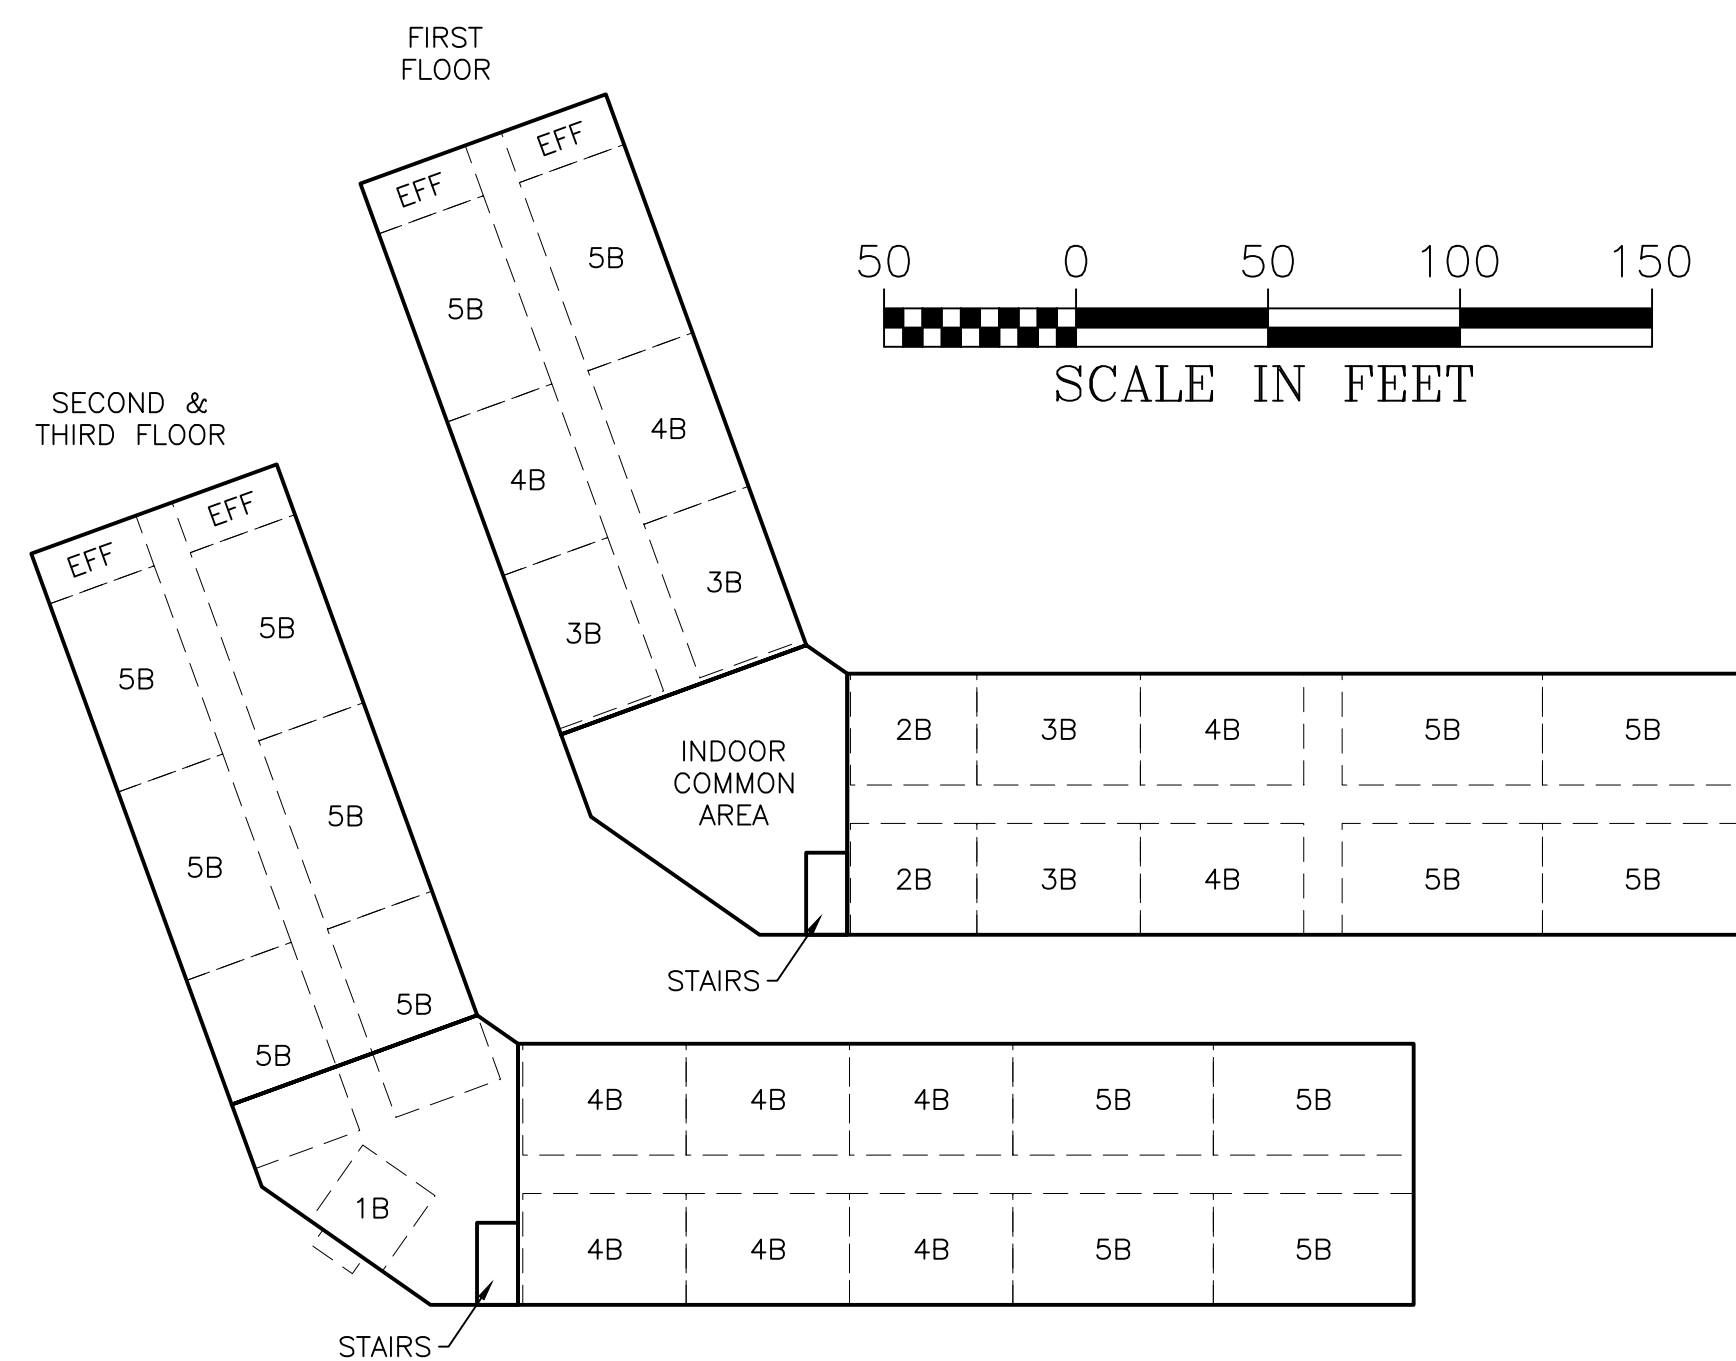 FIRST
FLOOR
EFF
EFF
5B
5B
4B
4B
3B
3B
50 0 50 100 150
SCALE IN FEET
INDOOR
COMMON
AREA
2B 3B 4B 5B 5B
2B 3B 4B 5B 5B
STAIRS
SECOND &
THIRD FLOOR
EFF
EFF
5B
5B
5B
5B
5B
5B
1B
4B 4B 4B 5B 5B
4B 4B 4B 5B 5B
STAIRS